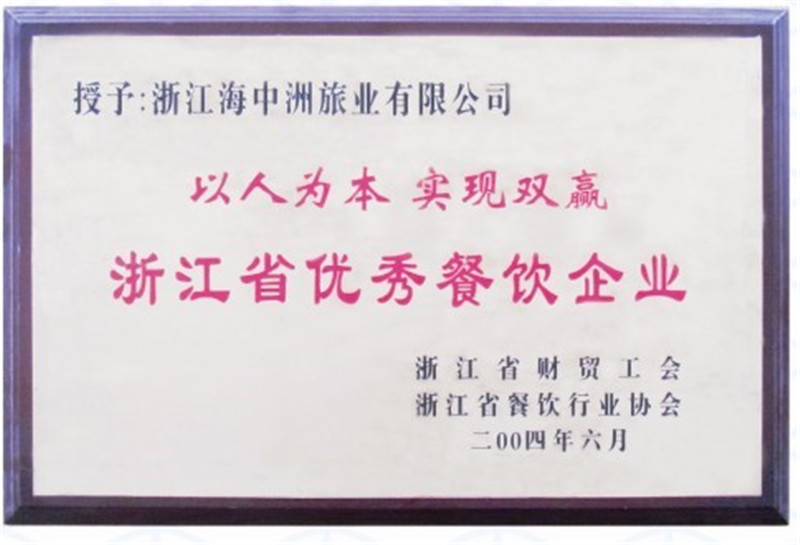 授予:浙江海中洲旅业有限公司
以人为本 实现双赢
浙江省优秀餐饮企业
浙江省财贸工会
浙江省餐饮行业协会
二00四年六月